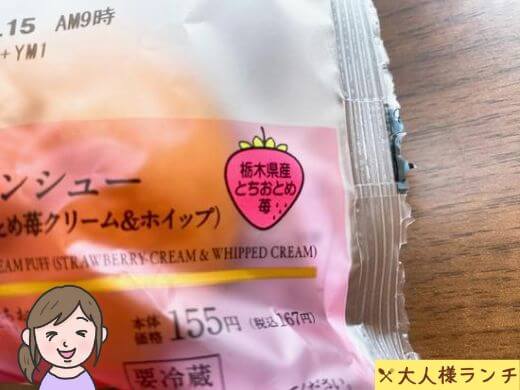 .15 AM9時
+YM1
栃木県産
とちおとめ
苺
ンシュー
とめ苺クリーム&ホイップ)
EAM PUFF (STRAWBERRY CREAM & WHIPPED CREAM)
本体価格 155円 (税込167円)
要冷蔵
大人様ランチ